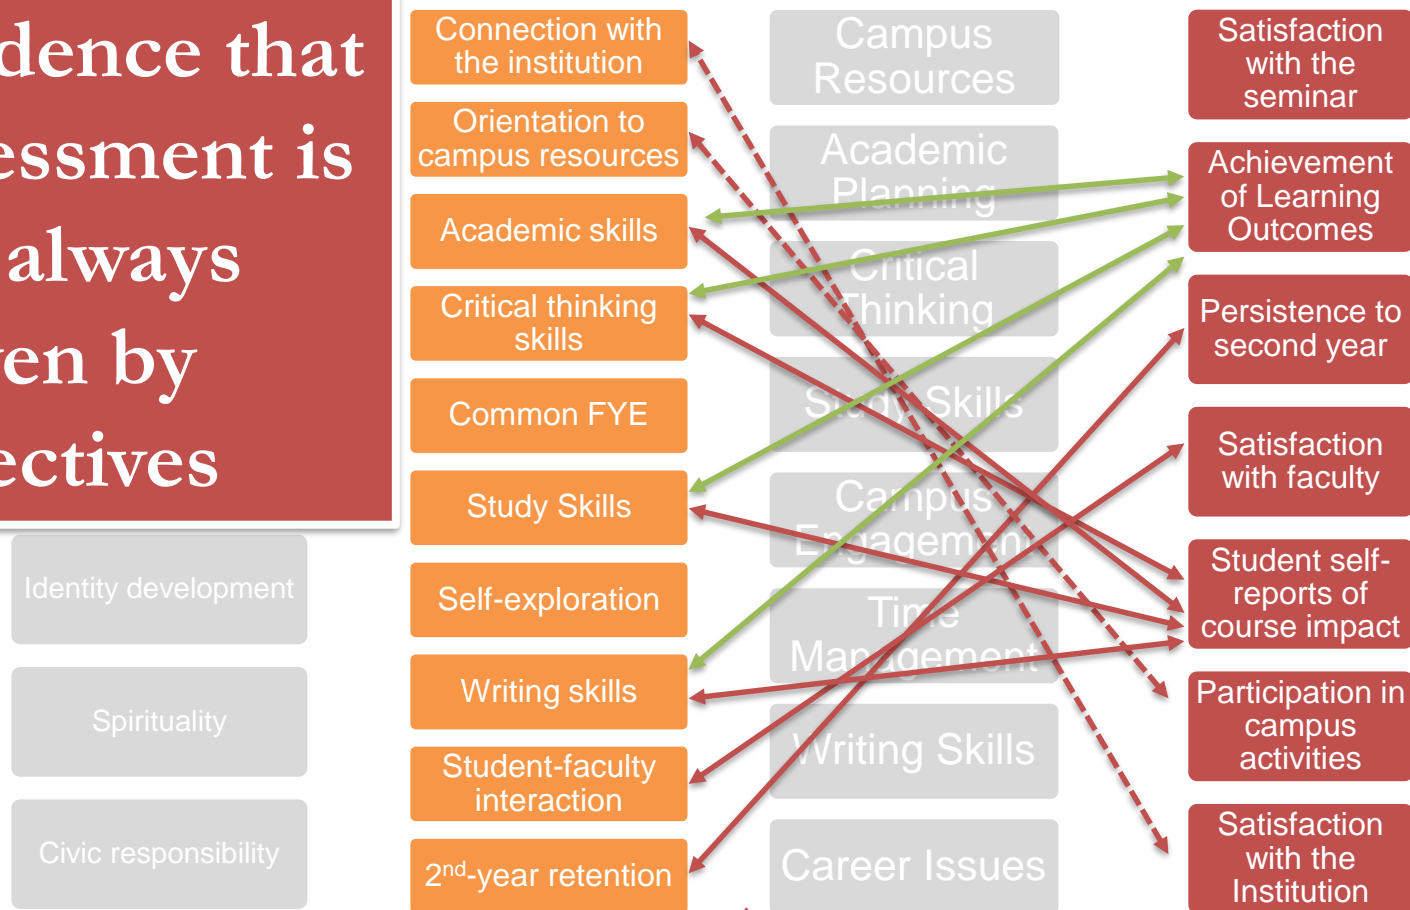 dence that
essment is
always
en by
ectives
Identity development
Spirituality
Civic responsibility
Connection with
the institution
Orientation to
campus resources
Academic skills
Critical thinking
skills
Common FYE
Study Skills
Self-exploration
Writing skills
Student-faculty
interaction
2nd-year retention
Campus
Resources
Academic
Planning
Critical
Thinking
Study Skills
Campus
Engagement
Time
Management
Writing Skills
Career Issues
Satisfaction
with the
seminar
Achievement
of Learning
Outcomes
Persistence to
second year
Satisfaction
with faculty
Student self-
reports of
course impact
Participation in
campus
activities
Satisfaction
with the
Institution